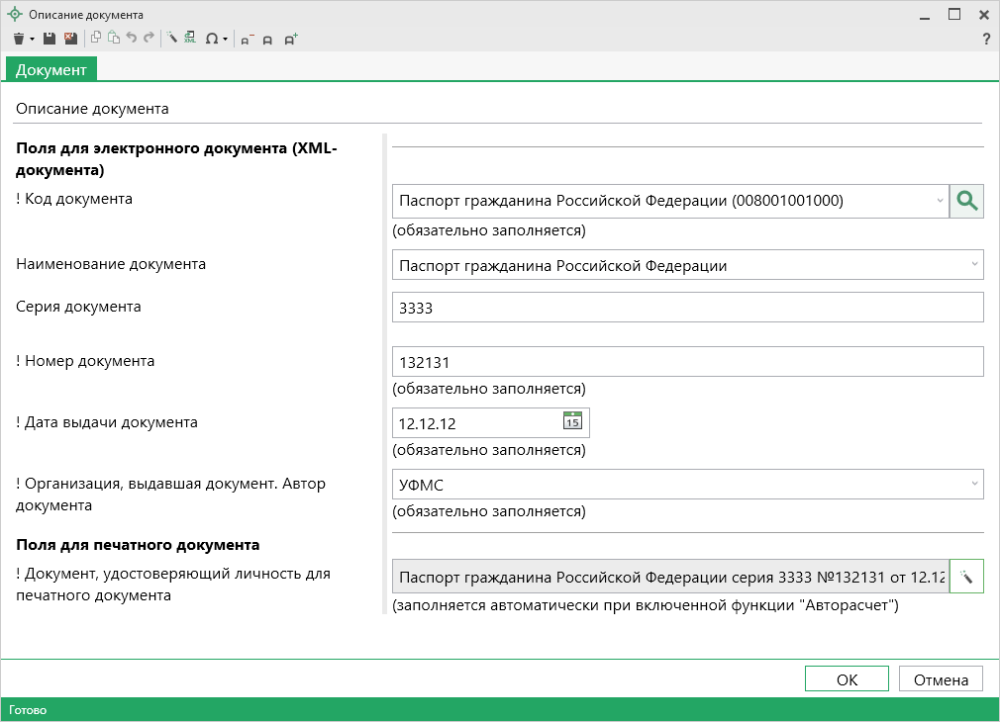 Описание документа
?
Документ
Описание документа
Поля для электронного документа (XML-
документа)
! Код документа
Паспорт гражданина Российской Федерации (008001001000)
(обязательно заполняется)
Наименование документа
Паспорт гражданина Российской Федерации
Серия документа
3333
! Номер документа
132131
(обязательно заполняется)
! Дата выдачи документа
12.12.12
15
(обязательно заполняется)
! Организация, выдавшая документ. Автор
документа
УФМС
(обязательно заполняется)
Поля для печатного документа
! Документ, удостоверяющий личность для
печатного документа
Паспорт гражданина Российской Федерации серия 3333 №132131 от 12.12
(заполняется автоматически при включенной функции "Авторасчет")
ОК
Отмена
Готово